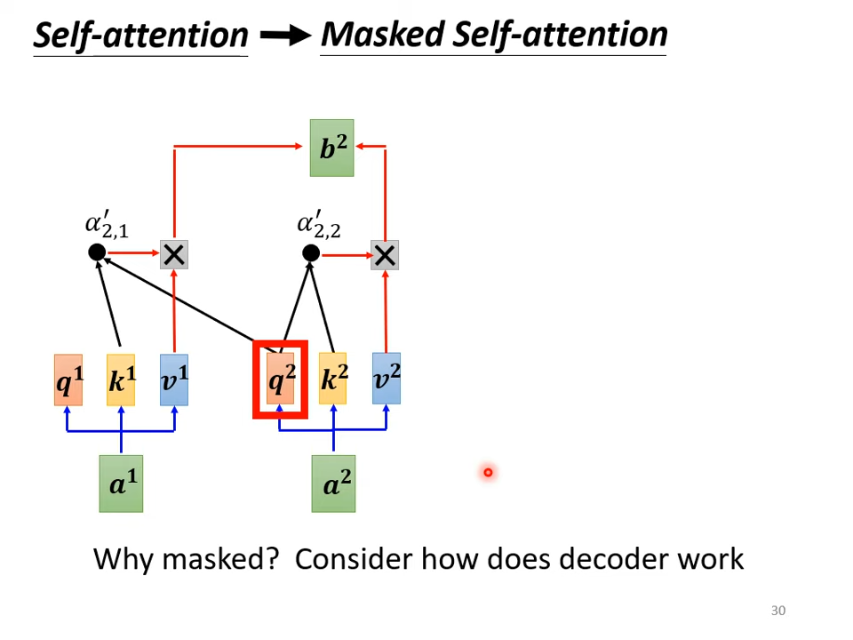 Self-attention → Masked Self-attention
b²
α′₂,₁ α′₂,₂
× ×
q¹ k¹ v¹ q² k² v²
a¹ a²
Why masked? Consider how does decoder work
30